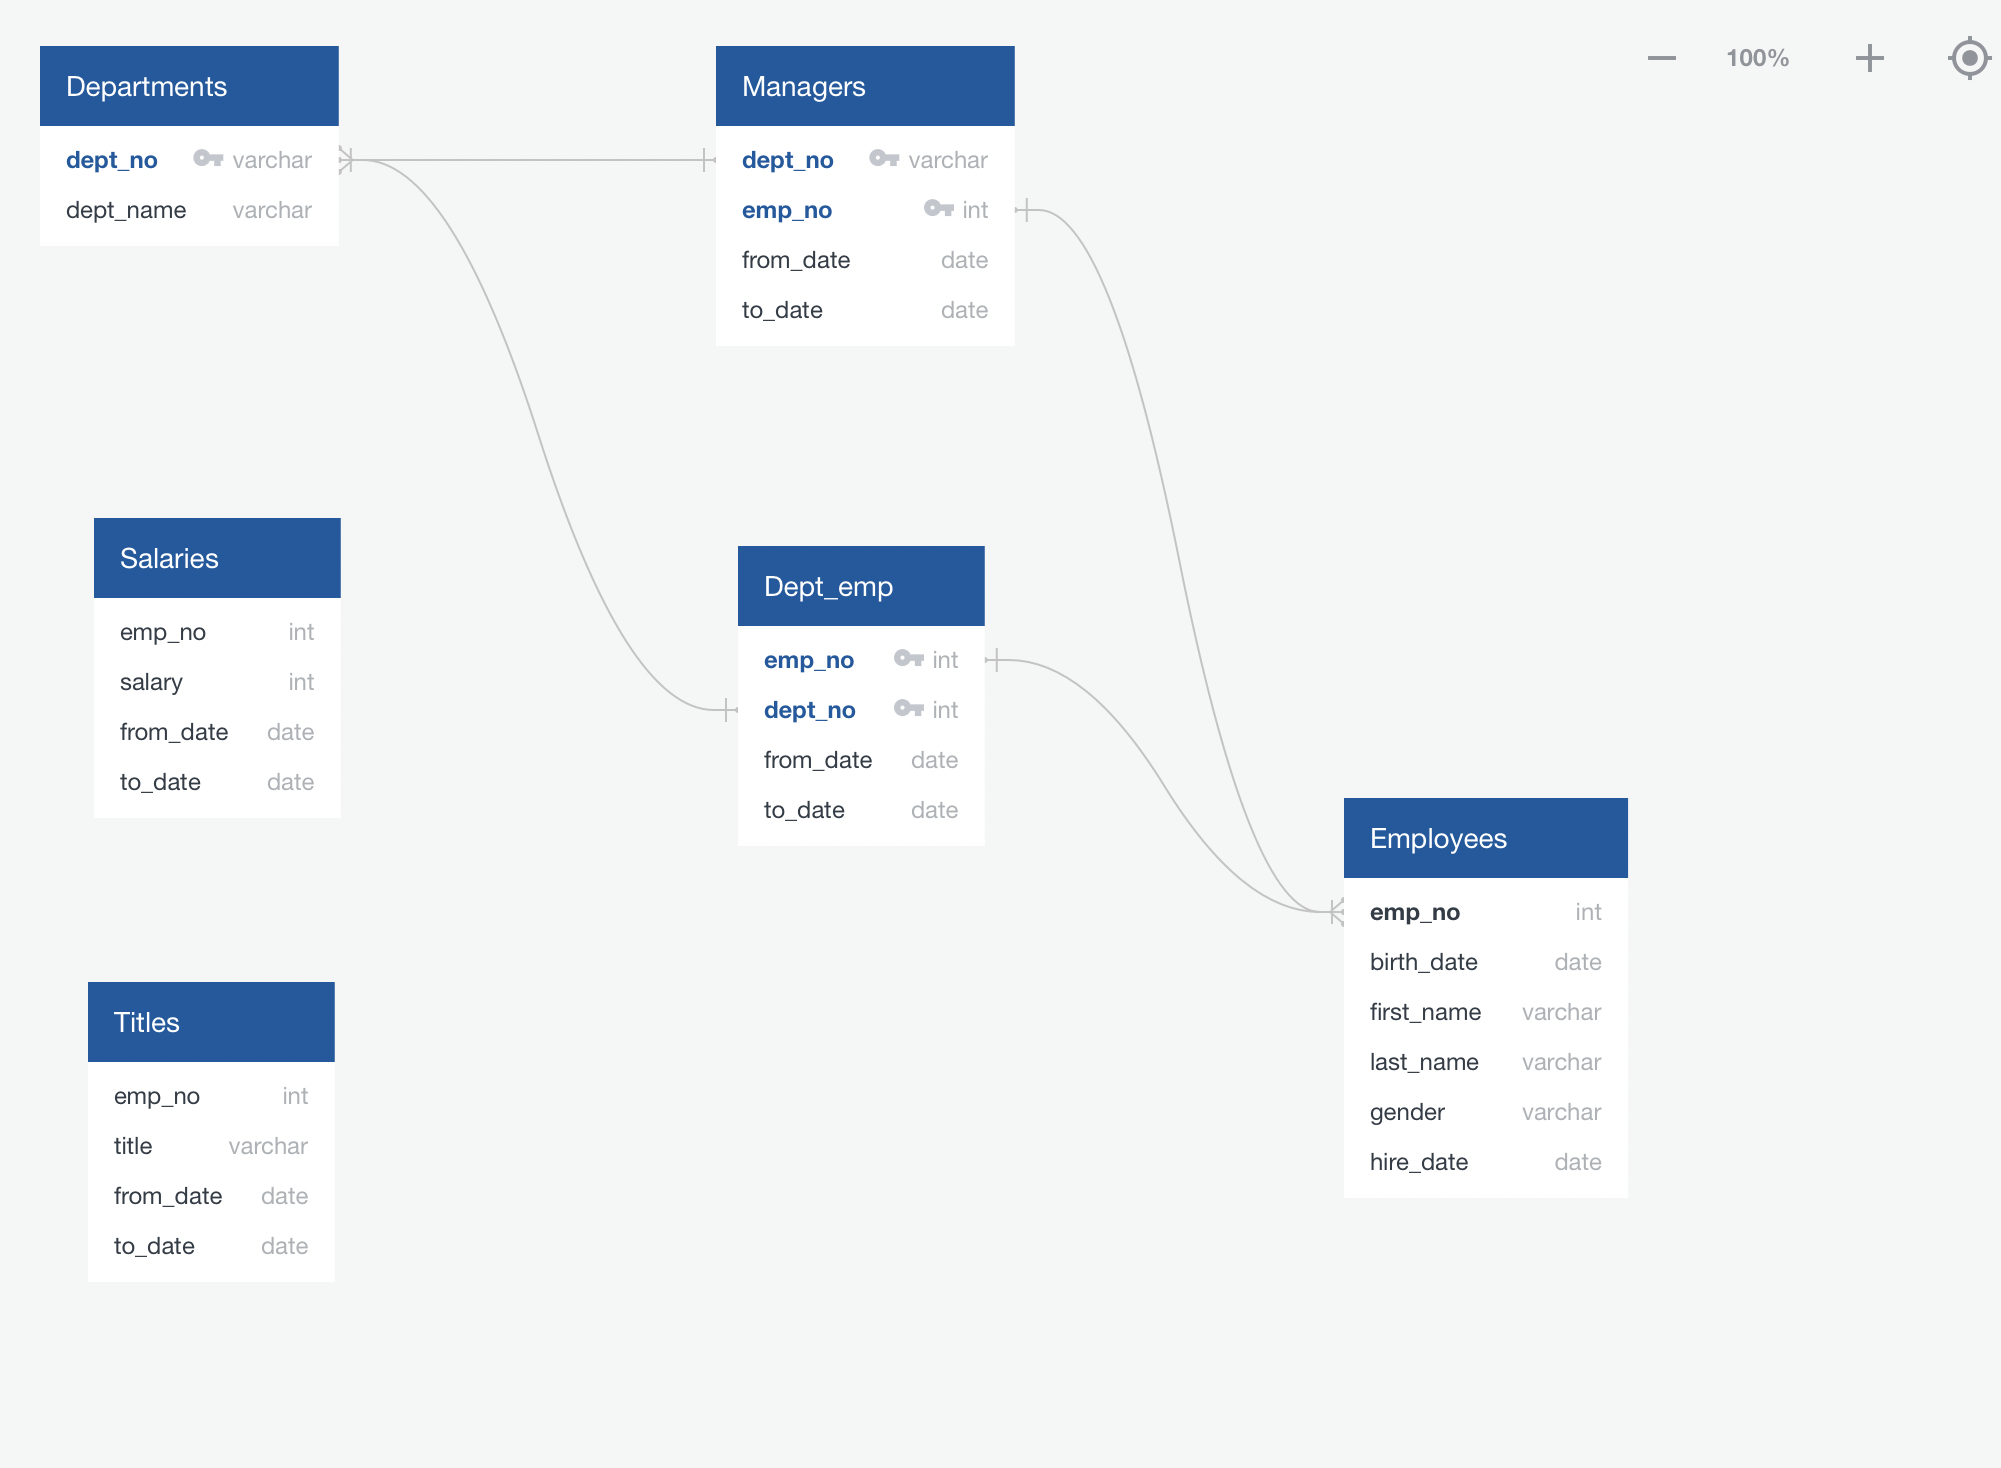 Departments
dept_no varchar
dept_name varchar
Managers
dept_no varchar
emp_no int
from_date date
to_date date
100%
Salaries
emp_no int
salary int
from_date date
to_date date
Dept_emp
emp_no int
dept_no int
from_date date
to_date date
Employees
emp_no int
birth_date date
first_name varchar
last_name varchar
gender varchar
hire_date date
Titles
emp_no int
title varchar
from_date date
to_date date